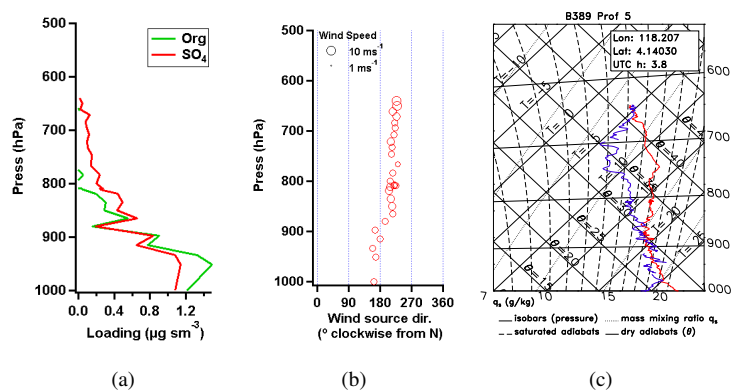 500
600
700
800
900
1000
Press (hPa)
Org
SO4
0.0
0.4
0.8
1.2
Loading (µg sm-3)
(a)
500
600
700
800
900
1000
Press (hPa)
Wind Speed
10 ms-1
1 ms-1
0
90
180
270
360
Wind source dir.
(º clockwise from N)
(b)
B389 Prof 5
Lon: 118.207
Lat: 4.14030
UTC h: 3.8
600
700
800
900
1000
7
10
15
20
qs (g/kg)
isobars (pressure)
mass mixing ratio qs
saturated adiabats
dry adiabats (θ)
(c)